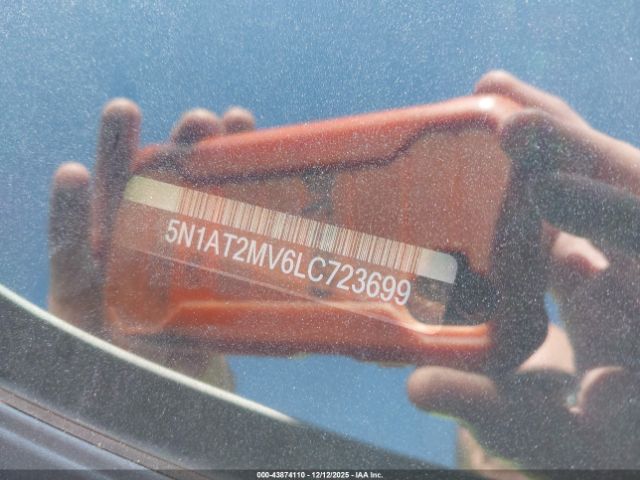 5N1AT2MV6LC723699
000-43874110 • 12/12/2025 • IAA Inc.